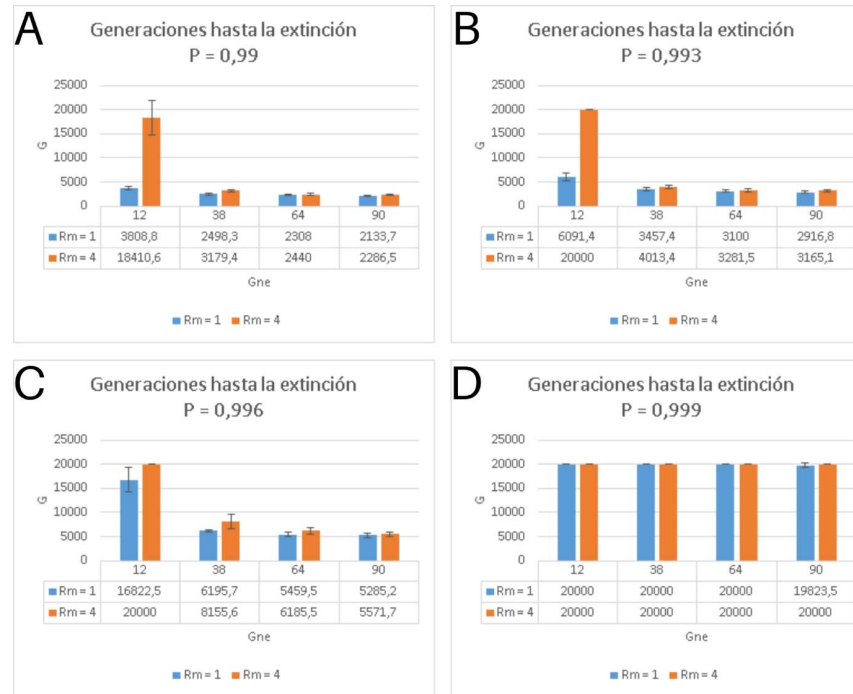 A
Generaciones hasta la extinción
P = 0,99
25000
20000
15000
10000
5000
0
G
12 38 64 90
Rm = 1 3808,8 2498,3 2308 2133,7
Rm = 4 18410,6 3179,4 2440 2286,5
Gne
Rm = 1 Rm = 4
B
Generaciones hasta la extinción
P = 0,993
25000
20000
15000
10000
5000
0
G
12 38 64 90
Rm = 1 6091,4 3457,4 3100 2916,8
Rm = 4 20000 4013,4 3281,5 3165,1
Gne
Rm = 1 Rm = 4
C
Generaciones hasta la extinción
P = 0,996
25000
20000
15000
10000
5000
0
G
12 38 64 90
Rm = 1 16822,5 6195,7 5459,5 5285,2
Rm = 4 20000 8155,6 6185,5 5571,7
Gne
Rm = 1 Rm = 4
D
Generaciones hasta la extinción
P = 0,999
25000
20000
15000
10000
5000
0
G
12 38 64 90
Rm = 1 20000 20000 20000 19823,5
Rm = 4 20000 20000 20000 20000
Gne
Rm = 1 Rm = 4